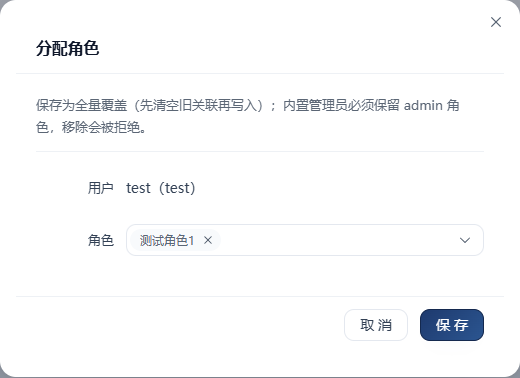 分配角色
保存为全量覆盖（先清空旧关联再写入）；内置管理员必须保留 admin 角
色，移除会被拒绝。
用户 test（test）
角色 测试角色1
取 消 保 存